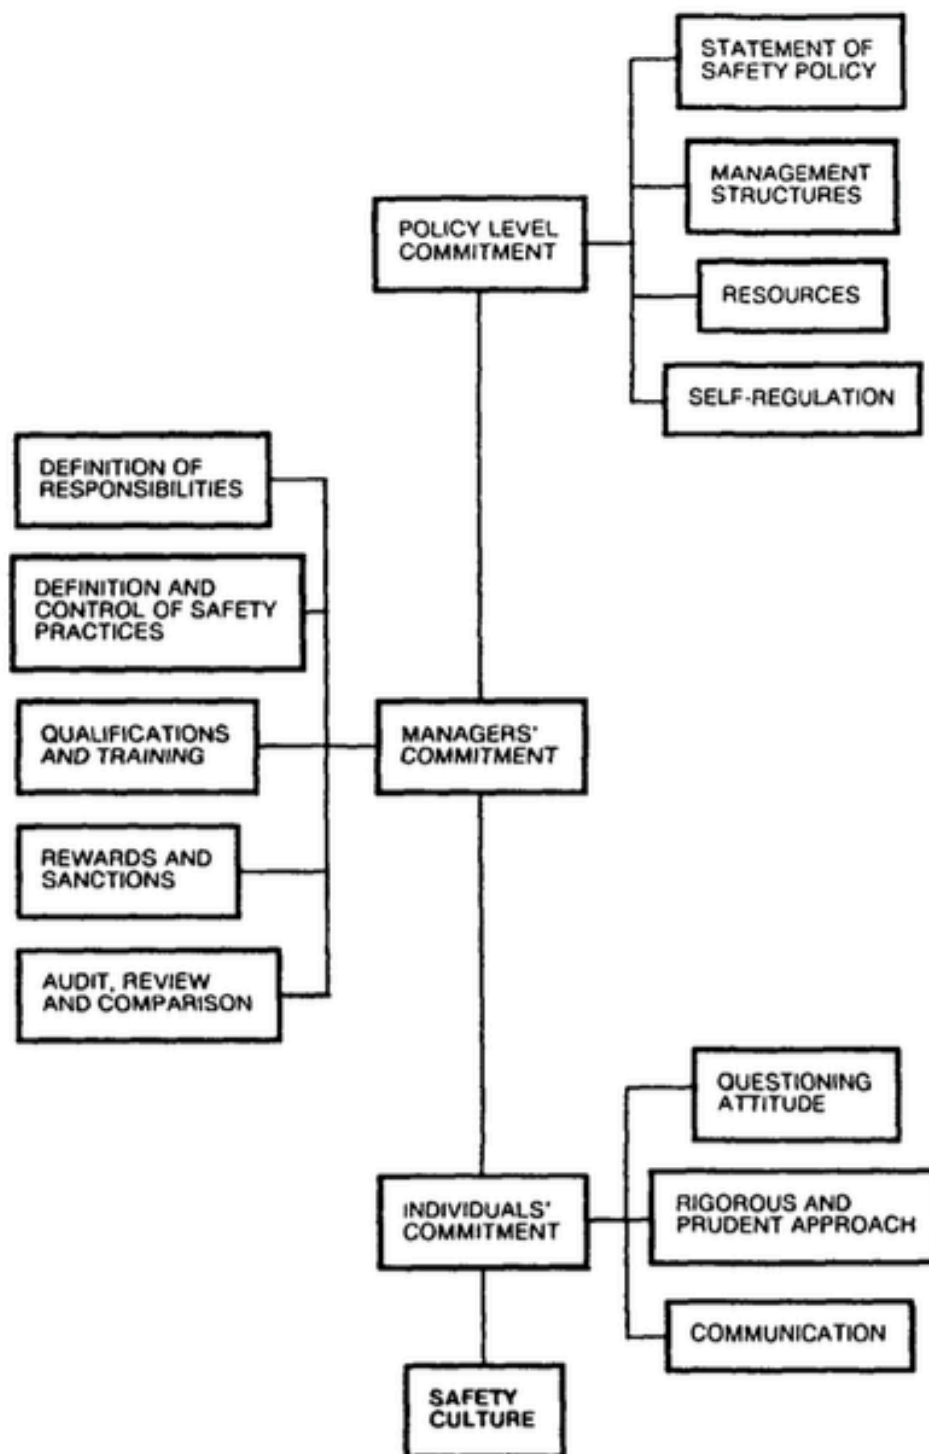 STATEMENT OF
SAFETY POLICY
MANAGEMENT
STRUCTURES
POLICY LEVEL
COMMITMENT
RESOURCES
SELF-REGULATION
DEFINITION OF
RESPONSIBILITIES
DEFINITION AND
CONTROL OF SAFETY
PRACTICES
QUALIFICATIONS
AND TRAINING
MANAGERS'
COMMITMENT
REWARDS AND
SANCTIONS
AUDIT, REVIEW
AND COMPARISON
QUESTIONING
ATTITUDE
INDIVIDUALS'
COMMITMENT
RIGOROUS AND
PRUDENT APPROACH
COMMUNICATION
SAFETY
CULTURE